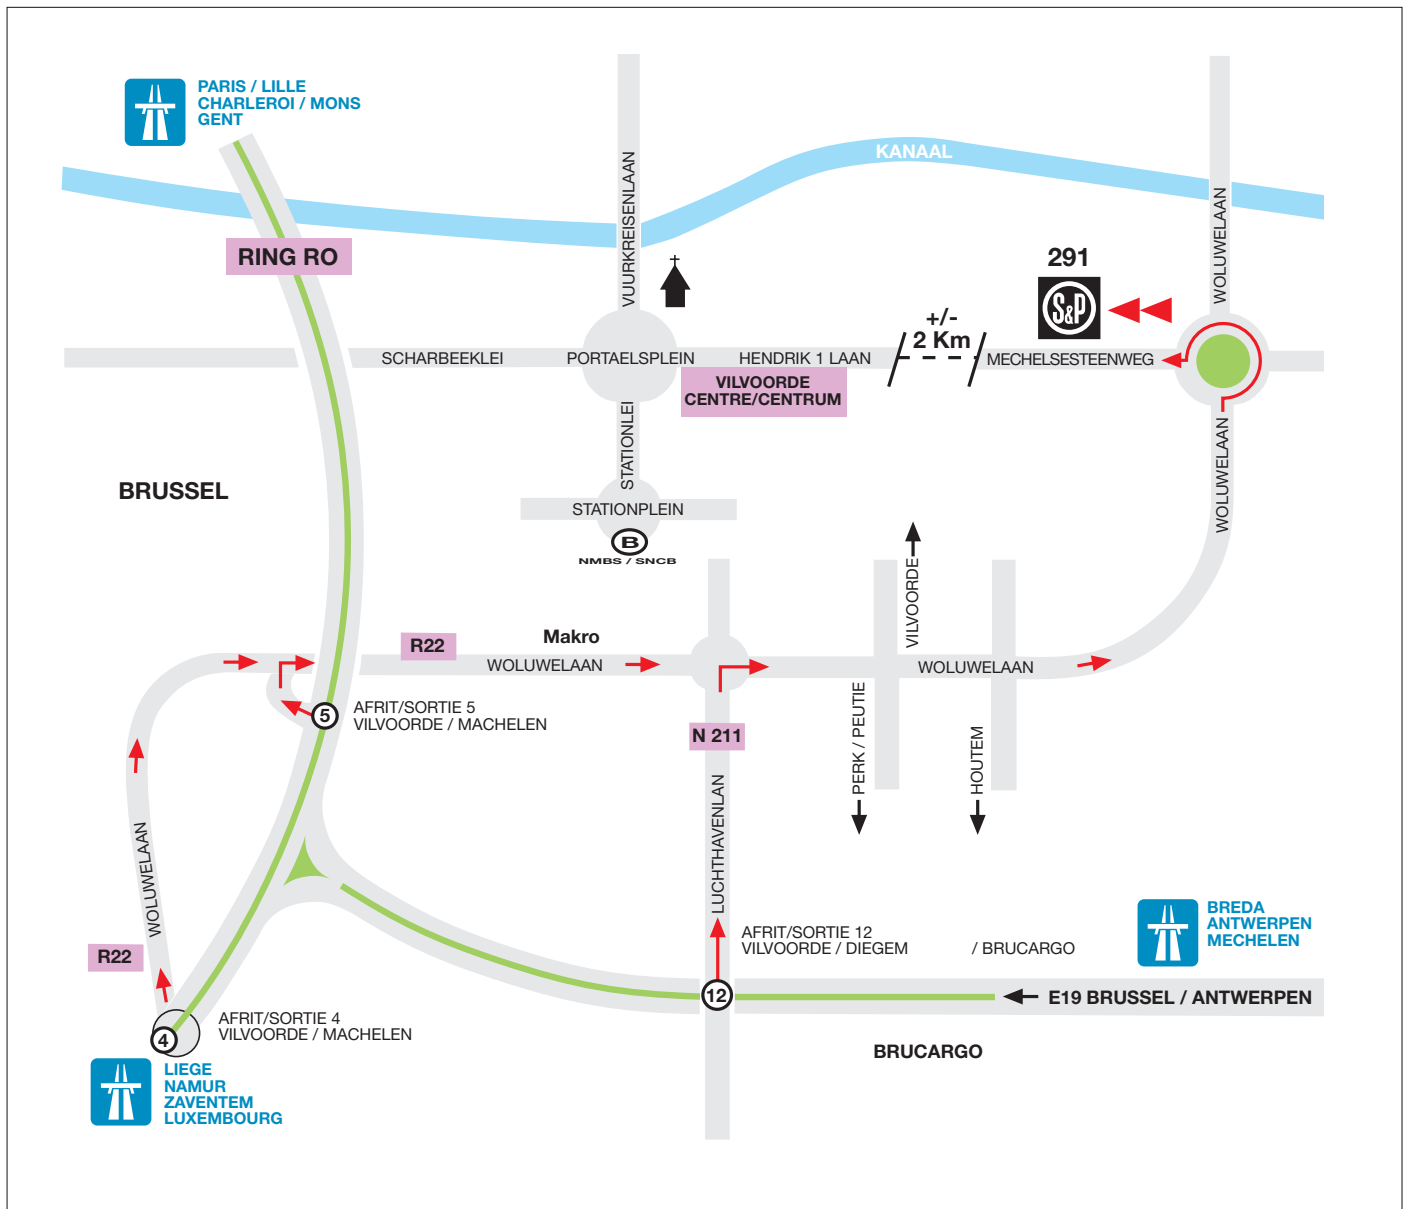 PARIS / LILLE
CHARLEROI / MONS
GENT
KANAAL
VUURKREISENLAAN
WOLUWELAAN
RING RO
291
S&P
+/-
2 Km
SCHARBEEKLEI
PORTAELSPLEIN
HENDRIK 1 LAAN
MECHELSESTEENWEG
VILVOORDE
CENTRE/CENTRUM
STATIONLEI
WOLUWELAAN
BRUSSEL
STATIONPLEIN
B
NMBS / SNCB
VILVOORDE
R22
Makro
WOLUWELAAN
WOLUWELAAN
5
AFRIT/SORTIE 5
VILVOORDE / MACHELEN
N 211
PERK / PEUTIE
HOUTEM
WOLUWELAAN
LUCHTHAVENLAN
R22
AFRIT/SORTIE 12
VILVOORDE / DIEGEM
/ BRUCARGO
BREDA
ANTWERPEN
MECHELEN
12
E19 BRUSSEL / ANTWERPEN
4
AFRIT/SORTIE 4
VILVOORDE / MACHELEN
BRUCARGO
LIEGE
NAMUR
ZAVENTEM
LUXEMBOURG